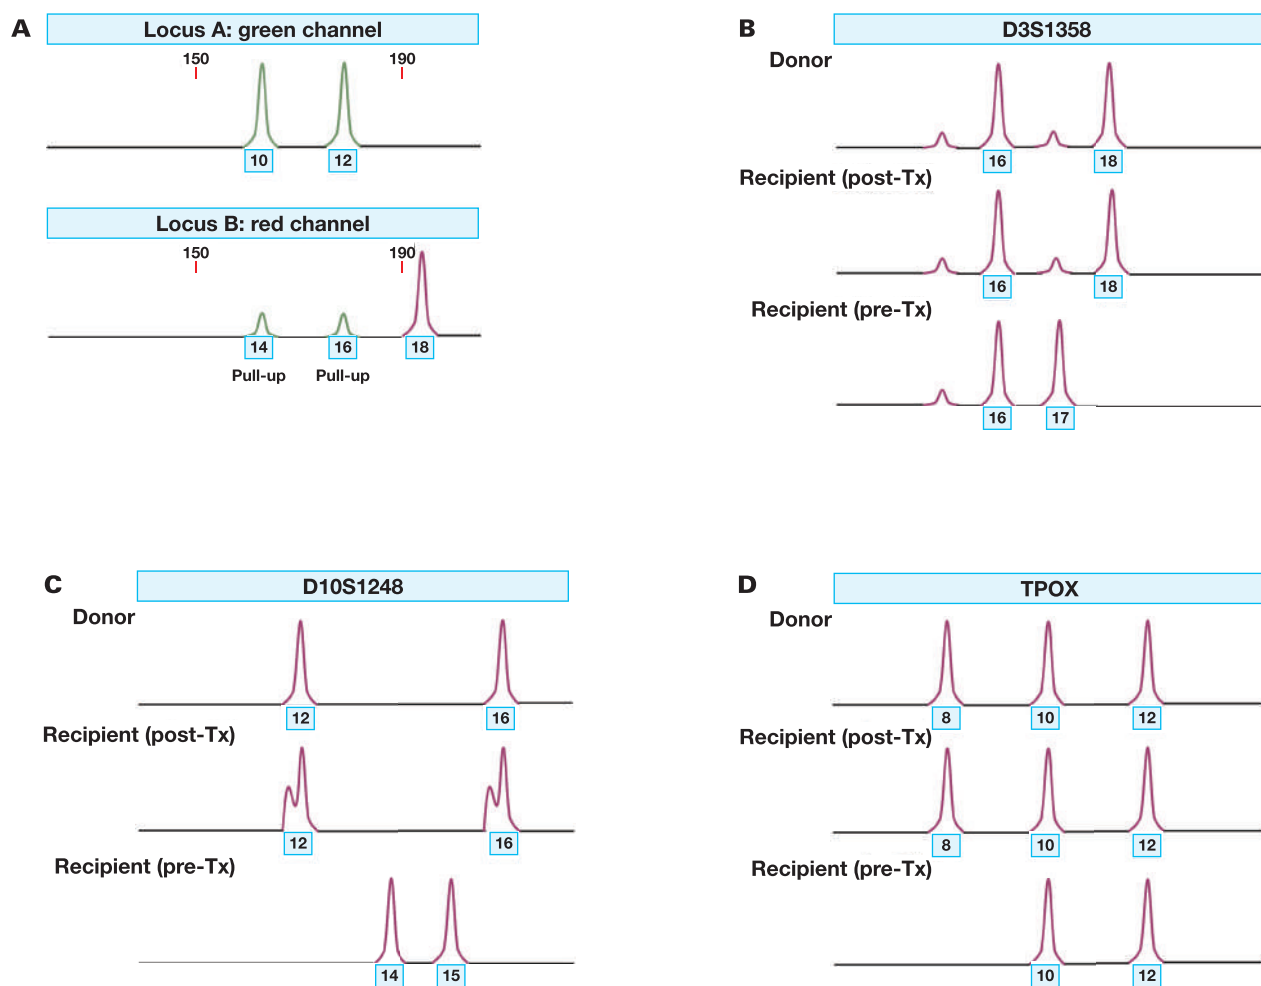 A
Locus A: green channel
150 190
10 12
Locus B: red channel
150 190
14 16 18
Pull-up Pull-up
B
D3S1358
Donor
16 18
Recipient (post-Tx)
16 18
Recipient (pre-Tx)
16 17
C
D10S1248
Donor
12 16
Recipient (post-Tx)
12 16
Recipient (pre-Tx)
14 15
D
TPOX
Donor
8 10 12
Recipient (post-Tx)
8 10 12
Recipient (pre-Tx)
10 12